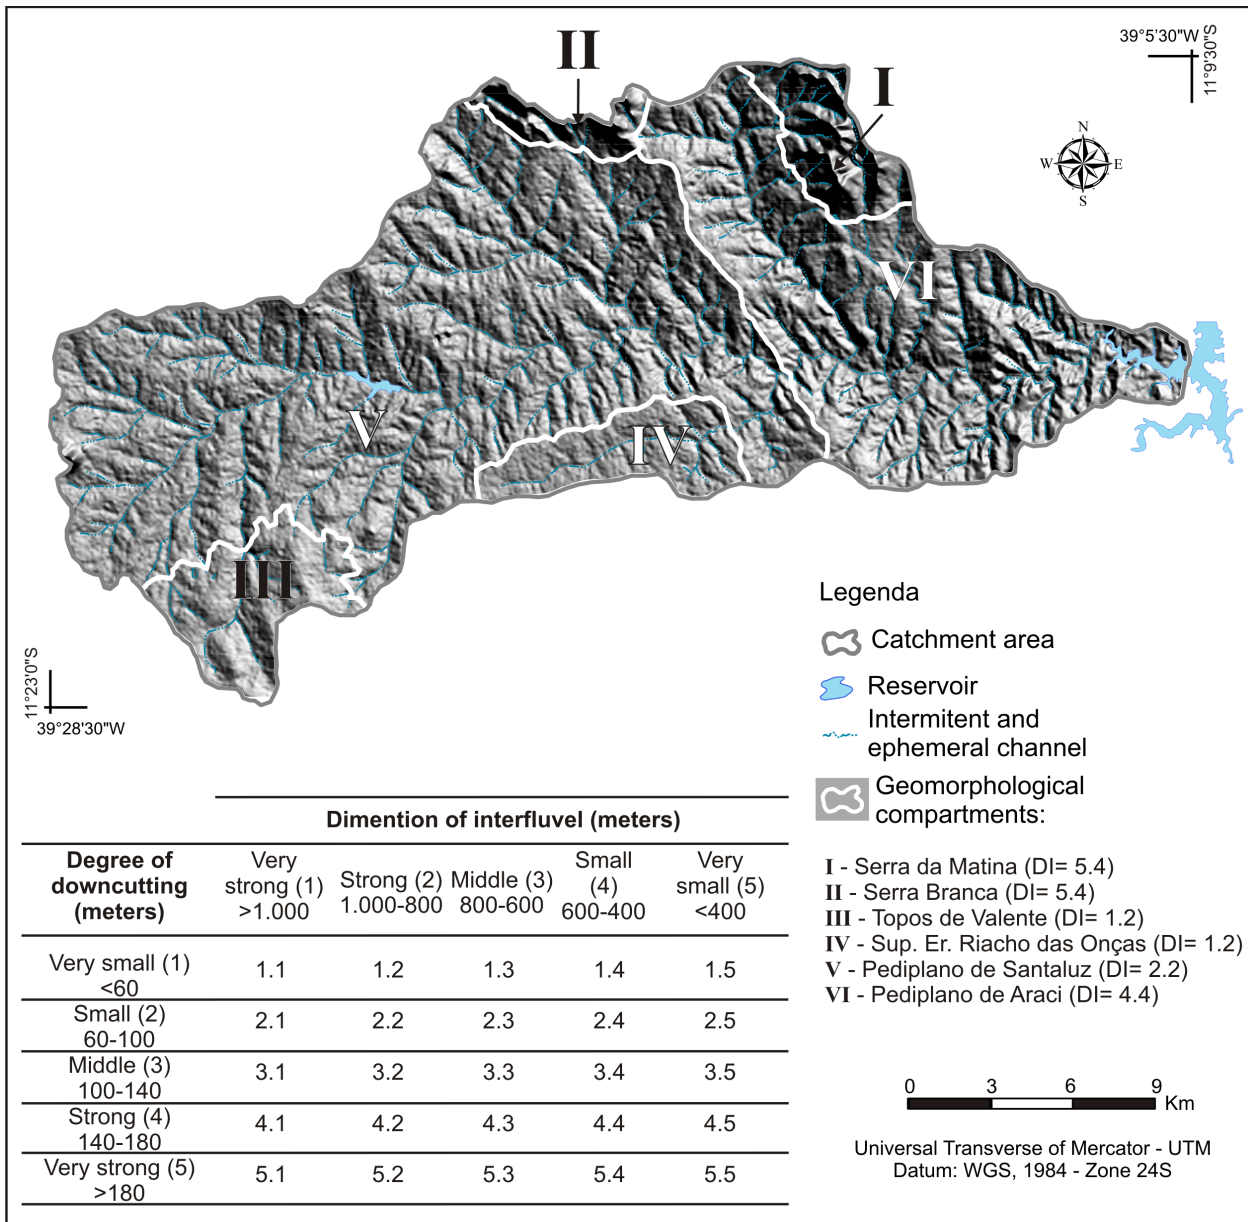 II
I
39°5'30"W
11°9'30"S
N
W
E
S
VI
V
IV
III
11°23'0"S
39°28'30"W
Legenda
Catchment area
Reservoir
Intermitent and
ephemeral channel
Geomorphological
compartments:
I - Serra da Matina (DI= 5.4)
II - Serra Branca (DI= 5.4)
III - Topos de Valente (DI= 1.2)
IV - Sup. Er. Riacho das Onças (DI= 1.2)
V - Pediplano de Santaluz (DI= 2.2)
VI - Pediplano de Araci (DI= 4.4)
0 3 6 9 Km
Universal Transverse of Mercator - UTM
Datum: WGS, 1984 - Zone 24S
Dimention of interfluvel (meters)
Degree of
downcutting
(meters)
Very
strong (1)
>1.000
Strong (2)
1.000-800
Middle (3)
800-600
Small
(4)
600-400
Very
small (5)
<400
Very small (1)
<60
1.1 1.2 1.3 1.4 1.5
Small (2)
60-100
2.1 2.2 2.3 2.4 2.5
Middle (3)
100-140
3.1 3.2 3.3 3.4 3.5
Strong (4)
140-180
4.1 4.2 4.3 4.4 4.5
Very strong (5)
>180
5.1 5.2 5.3 5.4 5.5